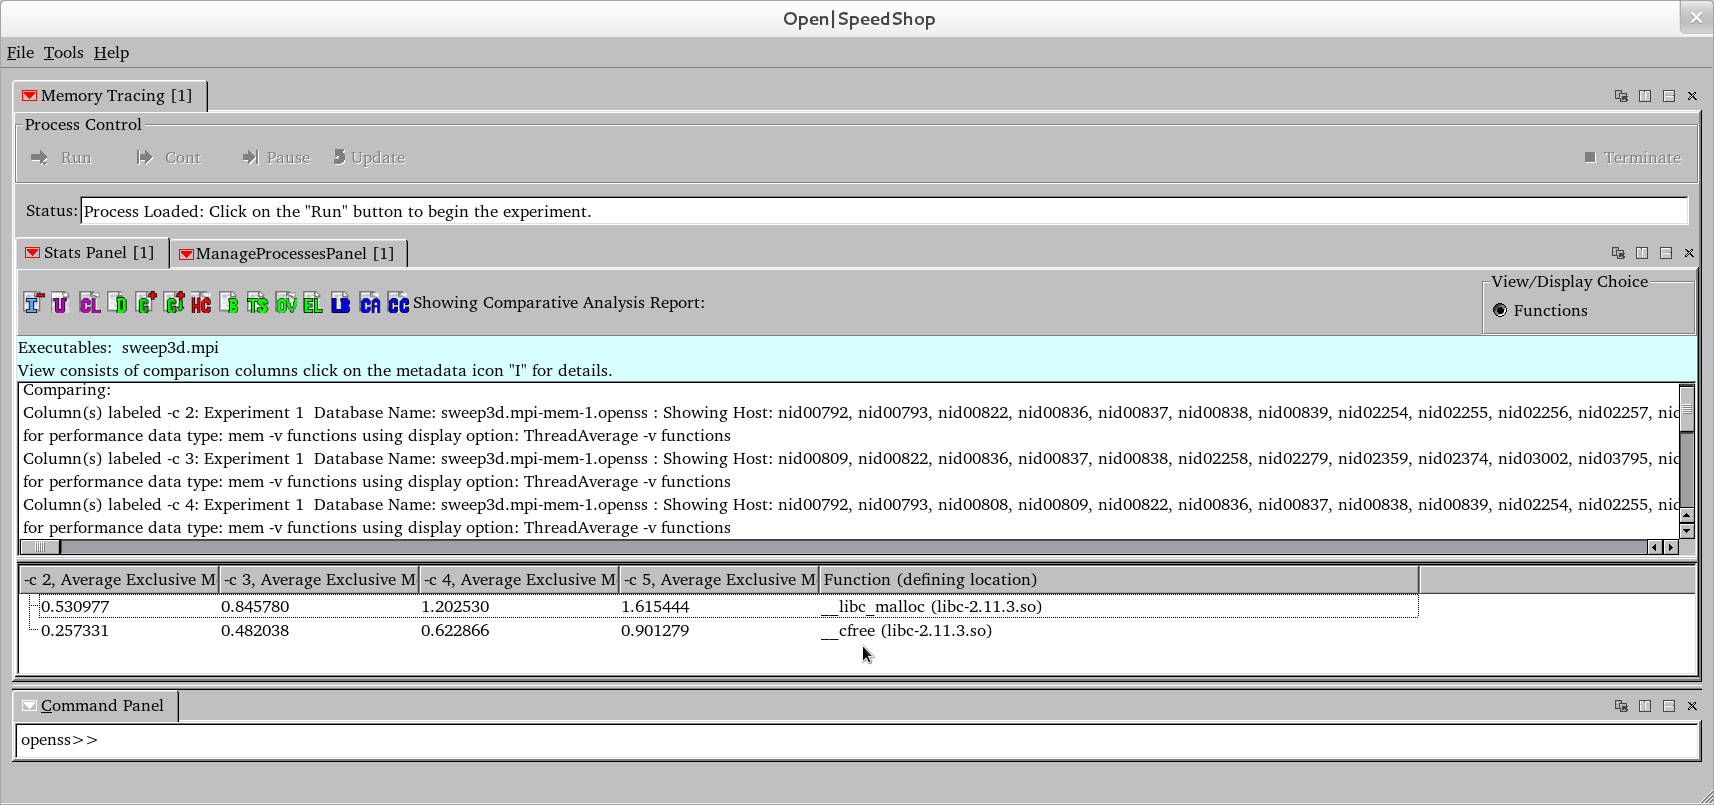 Open|SpeedShop
File Tools Help
Memory Tracing [1]
Process Control
Run Cont Pause Update Terminate
Status: Process Loaded: Click on the "Run" button to begin the experiment.
Stats Panel [1] ManageProcessesPanel [1]
View/Display Choice
I U CL D C+ HC B TS OV EL LB CA CC Showing Comparative Analysis Report:
Functions
Executables: sweep3d.mpi
View consists of comparison columns click on the metadata icon "I" for details.
Comparing:
Column(s) labeled -c 2: Experiment 1 Database Name: sweep3d.mpi-mem-1.openss : Showing Host: nid00792, nid00793, nid00822, nid00836, nid00837, nid00838, nid00839, nid02254, nid02255, nid02256, nid02257, nid
for performance data type: mem -v functions using display option: ThreadAverage -v functions
Column(s) labeled -c 3: Experiment 1 Database Name: sweep3d.mpi-mem-1.openss : Showing Host: nid00809, nid00822, nid00836, nid00837, nid00838, nid02258, nid02279, nid02359, nid02374, nid03002, nid03795, nid
for performance data type: mem -v functions using display option: ThreadAverage -v functions
Column(s) labeled -c 4: Experiment 1 Database Name: sweep3d.mpi-mem-1.openss : Showing Host: nid00792, nid00793, nid00808, nid00809, nid00822, nid00836, nid00837, nid00838, nid00839, nid02254, nid02255, nid
for performance data type: mem -v functions using display option: ThreadAverage -v functions
-c 2, Average Exclusive M -c 3, Average Exclusive M -c 4, Average Exclusive M -c 5, Average Exclusive M Function (defining location)
0.530977 0.845780 1.202530 1.615444 __libc_malloc (libc-2.11.3.so)
0.257331 0.482038 0.622866 0.901279 __cfree (libc-2.11.3.so)
Command Panel
openss>>